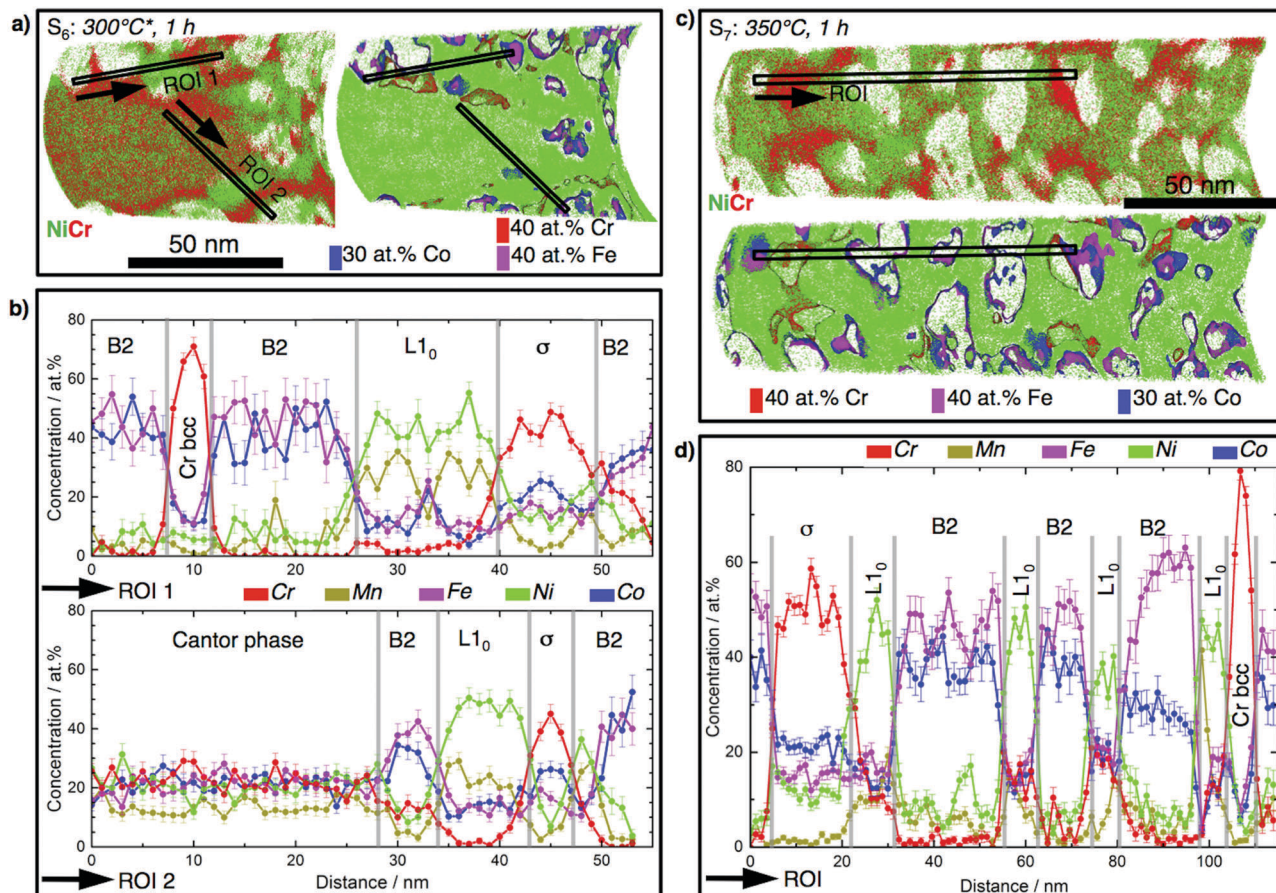 a)
S₆: 300°C*, 1 h
ROI 1
ROI 2
NiCr
50 nm
30 at.% Co
40 at.% Cr
40 at.% Fe
b)
Concentration / at.%
80
60
40
20
0
B2
Cr bcc
B2
L1₀
σ
B2
0 10 20 30 40 50
ROI 1
Cr Mn Fe Ni Co
Concentration / at.%
80
60
40
20
0
Cantor phase
B2
L1₀
σ
B2
0 10 20 30 40 50
ROI 2
Distance / nm
c)
S₇: 350°C, 1 h
ROI
NiCr
50 nm
40 at.% Cr
40 at.% Fe
30 at.% Co
d)
Cr Mn Fe Ni Co
Concentration / at.%
80
60
40
20
0
σ
L1₀
B2
L1₀
B2
L1₀
B2
L1₀
Cr bcc
0 20 40 60 80 100
ROI
Distance / nm